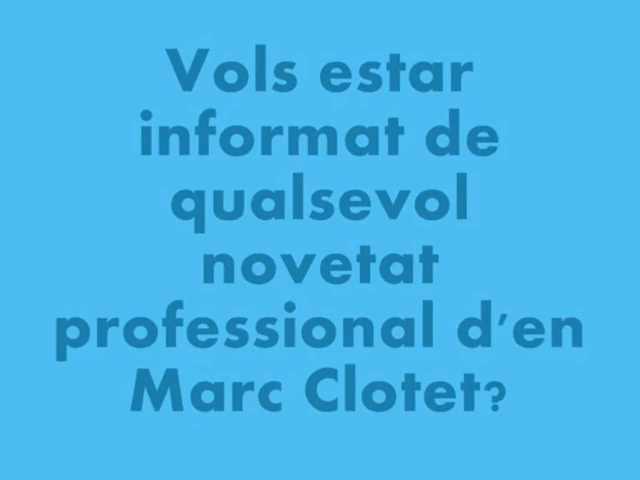 Vols estar
informat de
qualsevol
novetat
professional d'en
Marc Clotet?